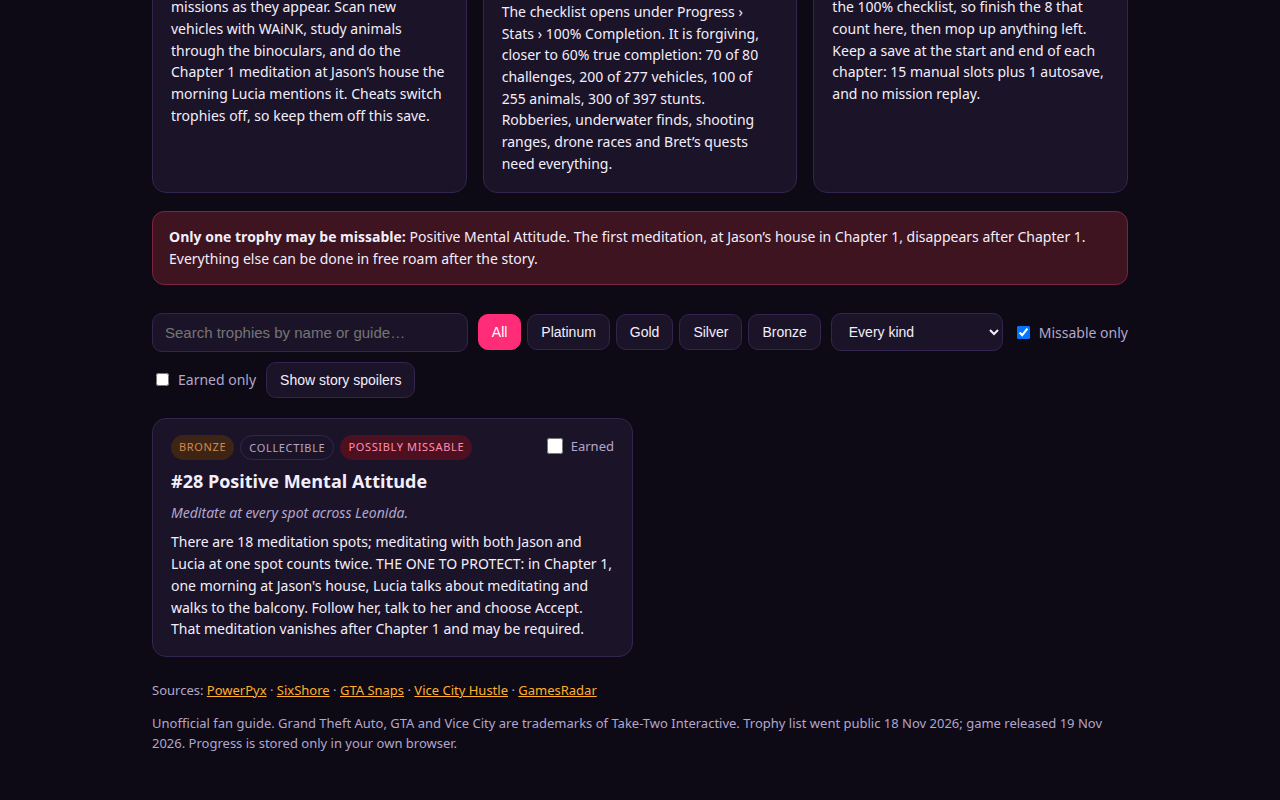 missions as they appear. Scan new
vehicles with WAiNK, study animals
through the binoculars, and do the
Chapter 1 meditation at Jason’s house the
morning Lucia mentions it. Cheats switch
trophies off, so keep them off this save.
The checklist opens under Progress ›
Stats › 100% Completion. It is forgiving,
closer to 60% true completion: 70 of 80
challenges, 200 of 277 vehicles, 100 of
255 animals, 300 of 397 stunts.
Robberies, underwater finds, shooting
ranges, drone races and Bret’s quests
need everything.
the 100% checklist, so finish the 8 that
count here, then mop up anything left.
Keep a save at the start and end of each
chapter: 15 manual slots plus 1 autosave,
and no mission replay.
Only one trophy may be missable: Positive Mental Attitude. The first meditation, at Jason’s house in Chapter 1, disappears after Chapter 1.
Everything else can be done in free roam after the story.
Search trophies by name or guide… All Platinum Gold Silver Bronze Every kind Missable only
Earned only Show story spoilers
BRONZE COLLECTIBLE POSSIBLY MISSABLE Earned
#28 Positive Mental Attitude
Meditate at every spot across Leonida.
There are 18 meditation spots; meditating with both Jason and
Lucia at one spot counts twice. THE ONE TO PROTECT: in Chapter 1,
one morning at Jason's house, Lucia talks about meditating and
walks to the balcony. Follow her, talk to her and choose Accept.
That meditation vanishes after Chapter 1 and may be required.
Sources: PowerPyx · SixShore · GTA Snaps · Vice City Hustle · GamesRadar
Unofficial fan guide. Grand Theft Auto, GTA and Vice City are trademarks of Take-Two Interactive. Trophy list went public 18 Nov 2026; game released 19 Nov
2026. Progress is stored only in your own browser.